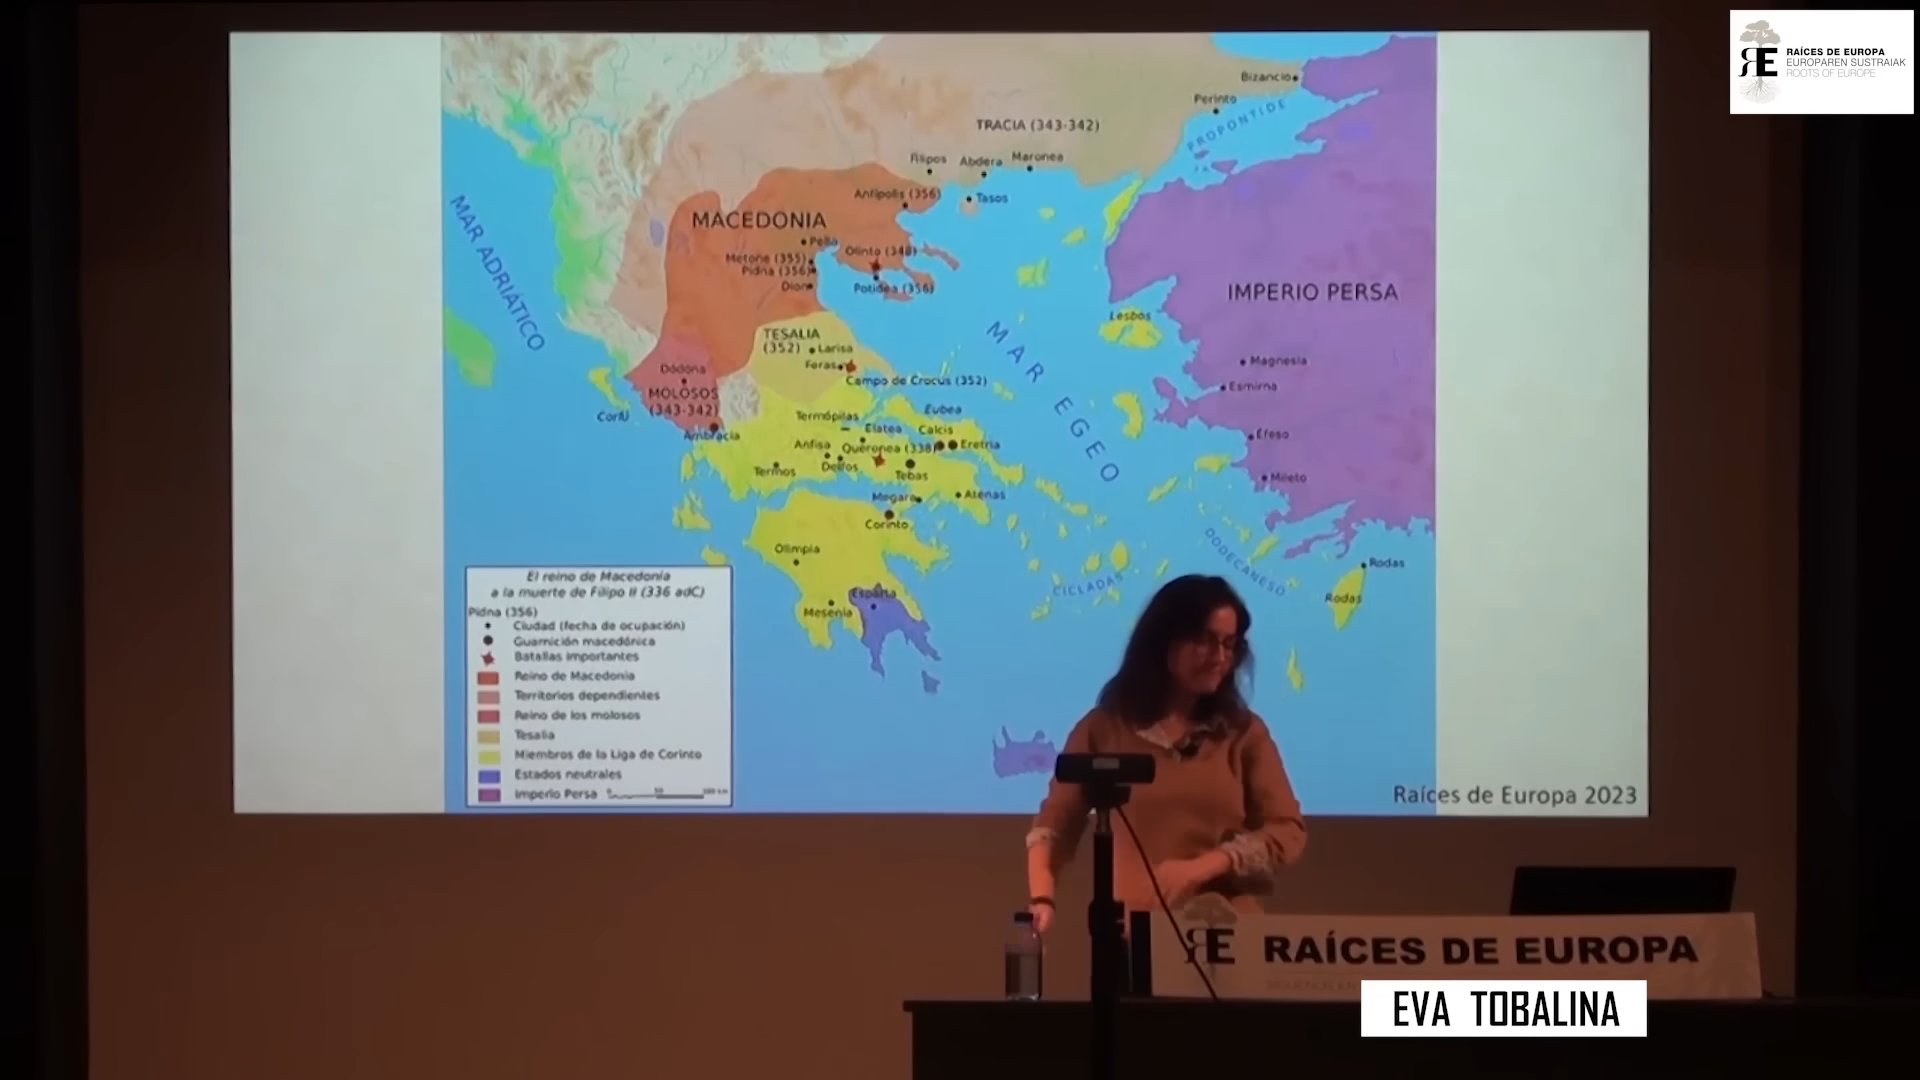 RAÍCES DE EUROPA
EUROPAREN SUSTRAIAK
ROOTS OF EUROPE
Bizancio
Perinto
PROPONTIDE
TRACIA (343-342)
Filipos
Abdera
Maronea
Anfípolis (356)
Tasos
MAR ADRIÁTICO
MACEDONIA
Pella
Olinto (348)
Metone (355)
Pidna (356)
Dion
Potidea (356)
IMPERIO PERSA
MAR EGEO
Lesbos
TESALIA
(352)
Larisa
Feras
Magnesia
Dódona
Campo de Crocus (352)
Esmirna
MOLOSOS
(343-342)
Corfú
Termópilas
Eubea
Ambracia
Elatea
Calcis
Efeso
Anfisa
Queronea (338)
Eretria
Termos
Delfos
Tebas
Mileto
Megara
Atenas
Corinto
Olimpia
DODECANESO
Rodas
CICLADAS
Esparta
Rodas
Mesenia
El reino de Macedonia
a la muerte de Filipo II (336 adC)
Pidna (356)
Ciudad (fecha de ocupación)
Guarnición macedónica
Batallas importantes
Reino de Macedonia
Territorios dependientes
Reino de los molosos
Tesalia
Miembros de la Liga de Corinto
Estados neutrales
Imperio Persa
Raíces de Europa 2023
RE RAÍCES DE EUROPA
EVA TOBALINA